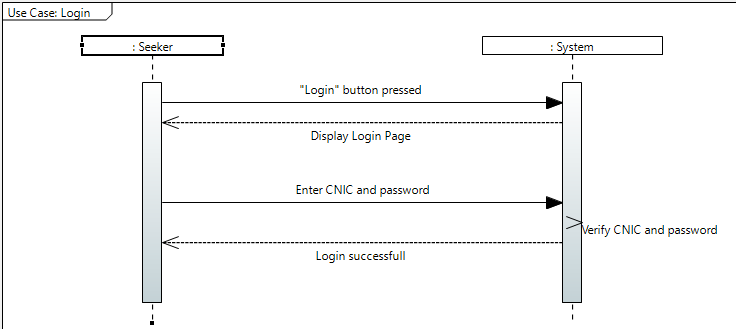 Use Case: Login
: Seeker
: System
"Login" button pressed
Display Login Page
Enter CNIC and password
Verify CNIC and password
Login successfull